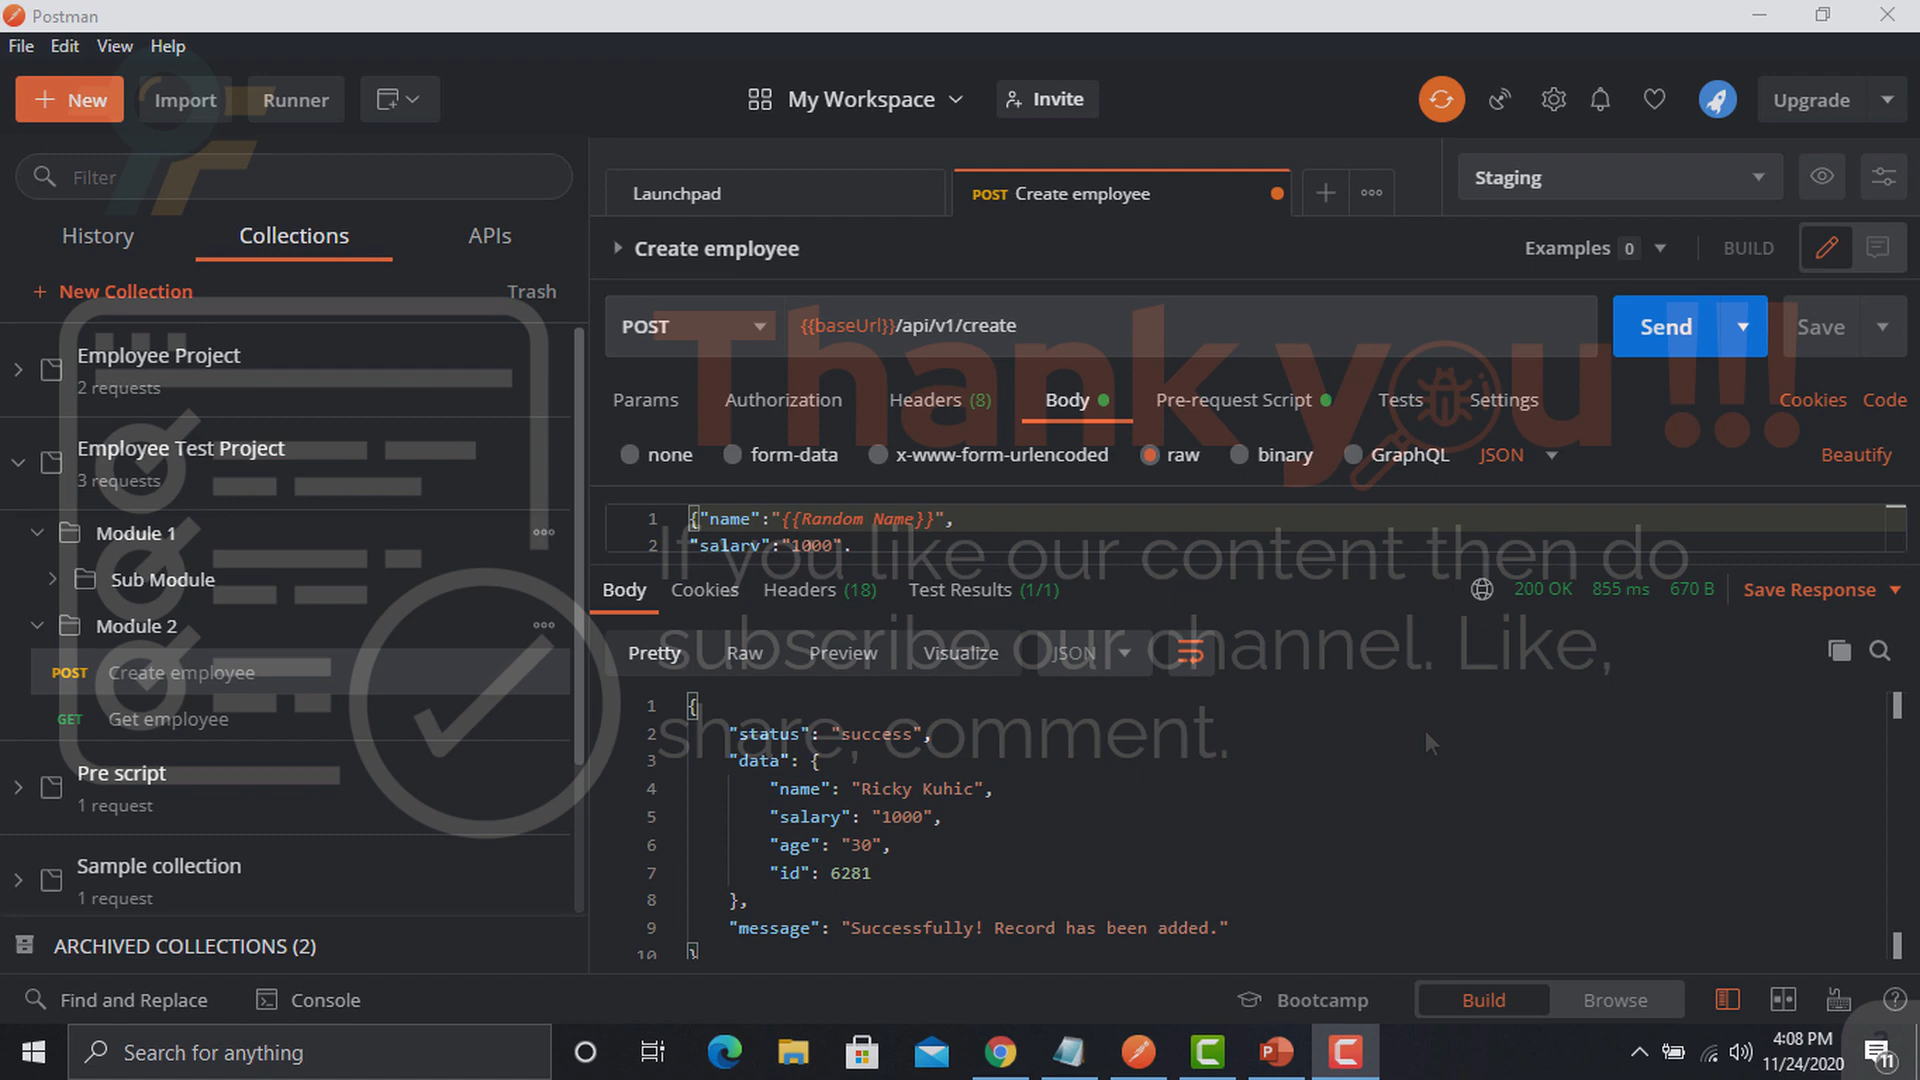 Postman
File Edit View Help
New Import Runner My Workspace Invite Upgrade
Filter
Launchpad POST Create employee Staging
History Collections APIs
Create employee Examples 0 BUILD
+ New Collection Trash
POST {{baseUrl}}/api/v1/create Send Save
Thank you !!!
Employee Project
2 requests
Params Authorization Headers (8) Body Pre-request Script Tests Settings Cookies Code
Employee Test Project
3 requests
none form-data x-www-form-urlencoded raw binary GraphQL JSON Beautify
1 {"name":"{{Random Name}}",
2 "salary":"1000",
If you like our content then do
subscribe our channel. Like,
share, comment.
Module 1
Sub Module
Module 2
POST Create employee
GET Get employee
Pre script
1 request
Sample collection
1 request
ARCHIVED COLLECTIONS (2)
Body Cookies Headers (18) Test Results (1/1) 200 OK 855 ms 670 B Save Response
Pretty Raw Preview Visualize JSON
1 {
2 "status": "success",
3 "data": {
4 "name": "Ricky Kuhic",
5 "salary": "1000",
6 "age": "30",
7 "id": 6281
8 },
9 "message": "Successfully! Record has been added."
10 }
Find and Replace Console Bootcamp Build Browse
Search for anything
4:08 PM
11/24/2020
11